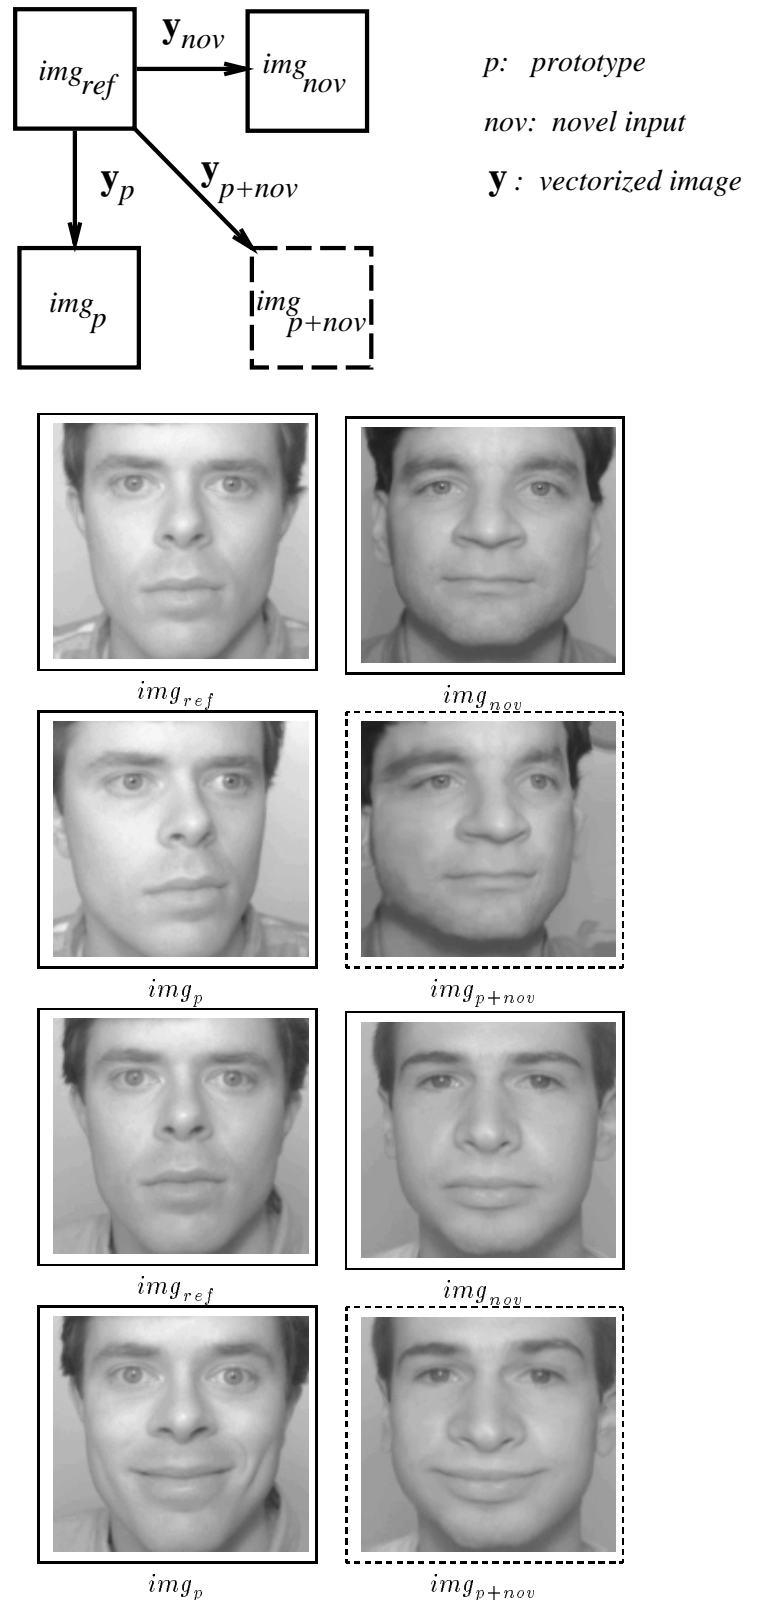 y_nov
img_ref
img_nov
p: prototype
nov: novel input
y_p
y_p+nov
y : vectorized image
img_p
img_p+nov
img_ref
img_nov
img_p
img_p+nov
img_ref
img_nov
img_p
img_p+nov